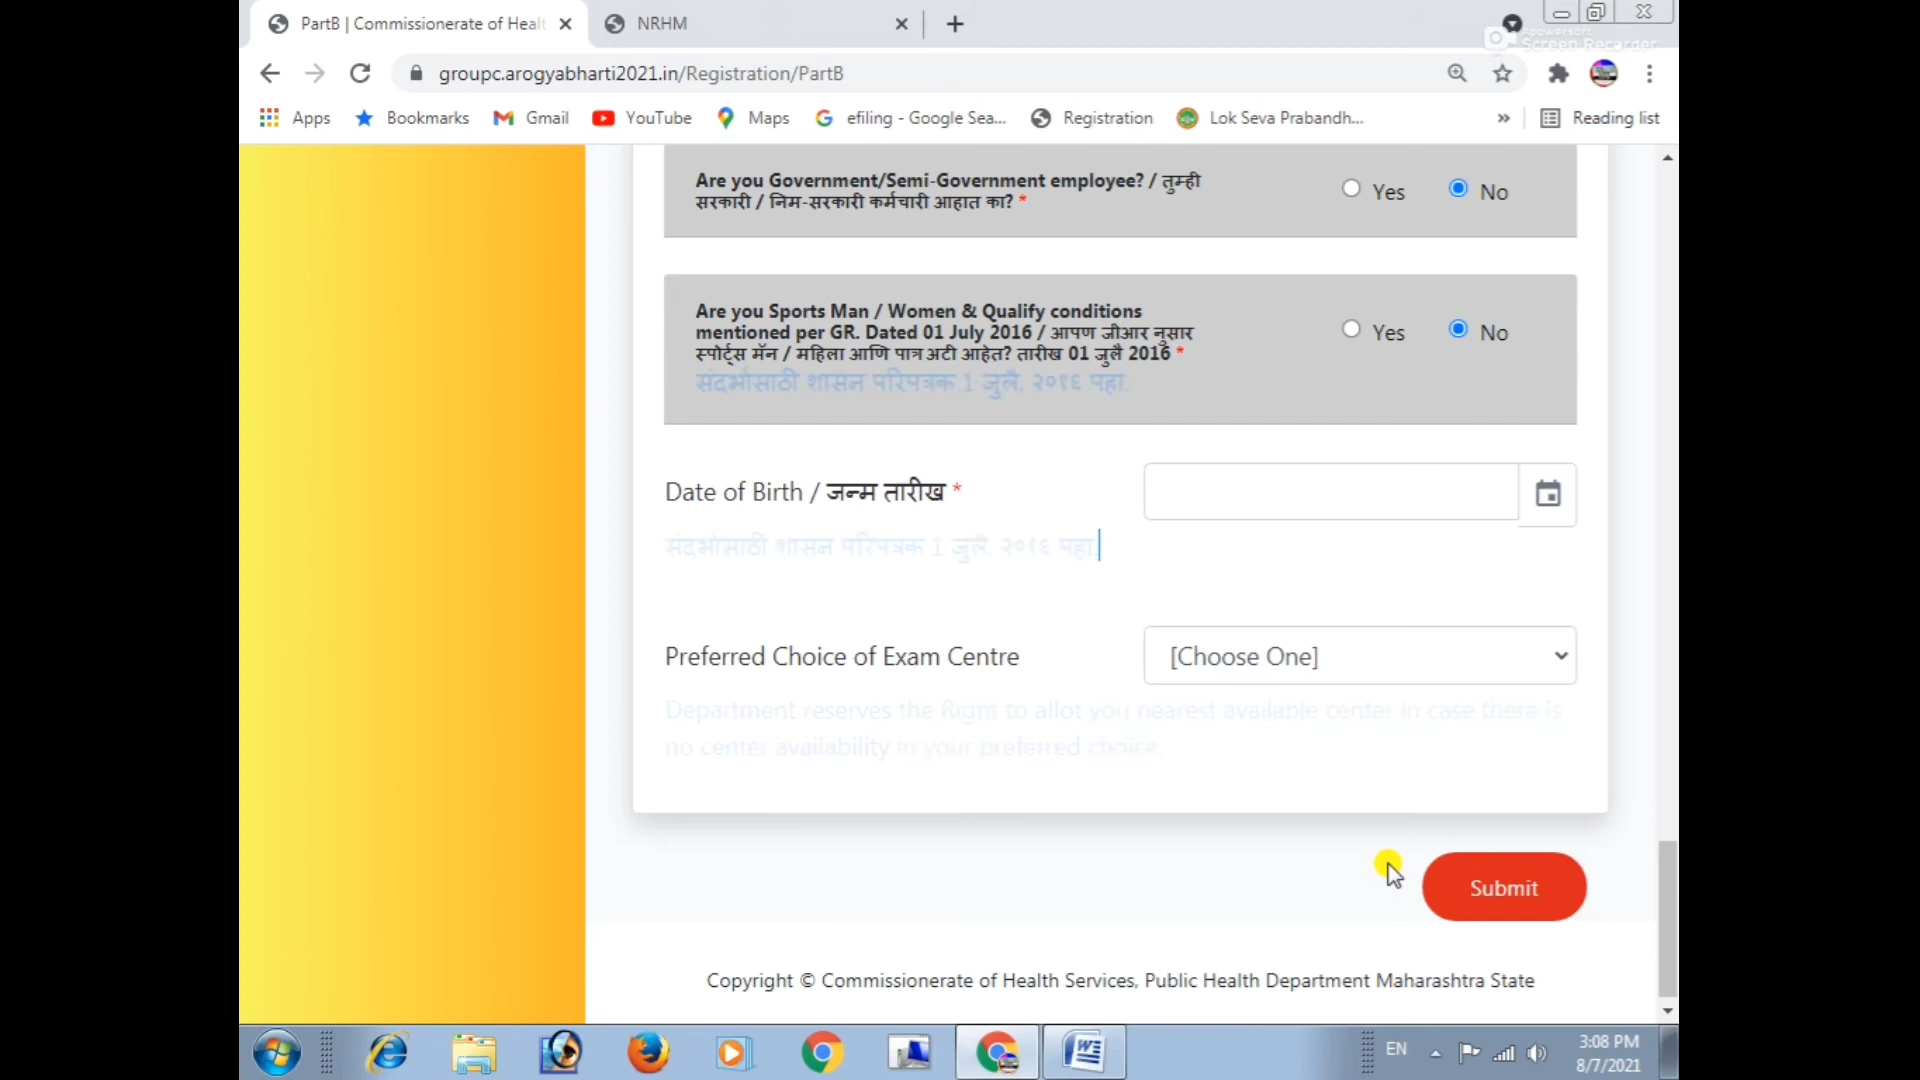 PartB | Commissionerate of Healt
NRHM
Apowersoft
Screen Recorder
groupc.arogyabharti2021.in/Registration/PartB
Apps Bookmarks Gmail YouTube Maps efiling - Google Sea... Registration Lok Seva Prabandh... » Reading list
Are you Government/Semi-Government employee? / तुम्ही
सरकारी / निम-सरकारी कर्मचारी आहात का? *
Yes No
Are you Sports Man / Women & Qualify conditions
mentioned per GR. Dated 01 July 2016 / आपण जीआर नुसार
स्पोर्ट्स मॅन / महिला आणि पात्र अटी आहेत? तारीख 01 जुलै 2016 *
संदर्भासाठी शासन परिपत्रक 1 जुलै, २०१६ पहा.
Yes No
Date of Birth / जन्म तारीख *
संदर्भासाठी शासन परिपत्रक 1 जुलै, २०१६ पहा.
Preferred Choice of Exam Centre
[Choose One]
Department reserves the Right to allot you nearest available center in case there is
no center availability in your preferred choice.
Submit
Copyright © Commissionerate of Health Services, Public Health Department Maharashtra State
EN
3:08 PM
8/7/2021